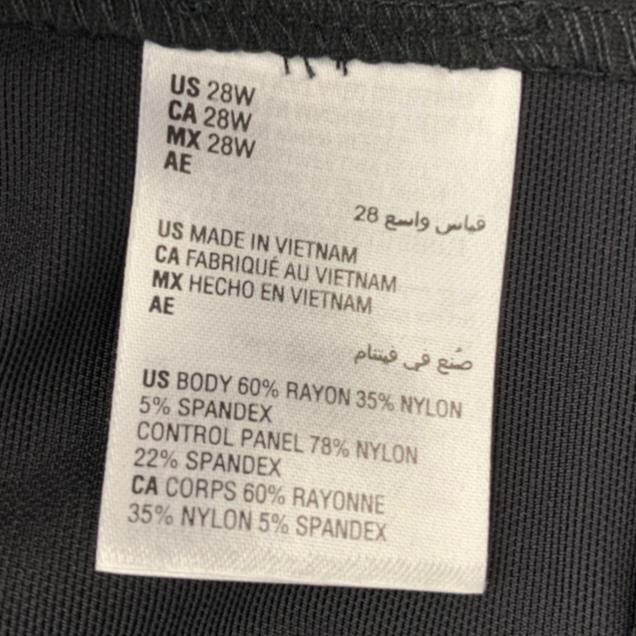 US 28W
CA 28W
MX 28W
AE
قياس واسع 28
US MADE IN VIETNAM
CA FABRIQUÉ AU VIETNAM
MX HECHO EN VIETNAM
AE
صُنع في فيتنام
US BODY 60% RAYON 35% NYLON
5% SPANDEX
CONTROL PANEL 78% NYLON
22% SPANDEX
CA CORPS 60% RAYONNE
35% NYLON 5% SPANDEX